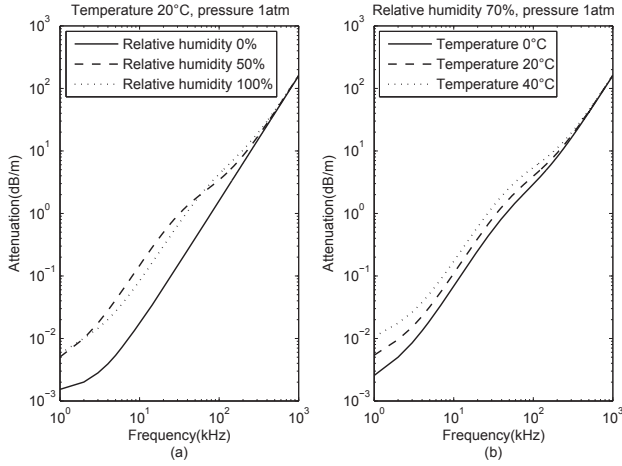 Temperature 20°C, pressure 1atm
Relative humidity 0%
Relative humidity 50%
Relative humidity 100%
10^3
10^2
10^1
10^0
10^-1
10^-2
10^-3
Attenuation(dB/m)
10^0 10^1 10^2 10^3
Frequency(kHz)
(a)
Relative humidity 70%, pressure 1atm
Temperature 0°C
Temperature 20°C
Temperature 40°C
10^3
10^2
10^1
10^0
10^-1
10^-2
10^-3
Attenuation(dB/m)
10^0 10^1 10^2 10^3
Frequency(kHz)
(b)